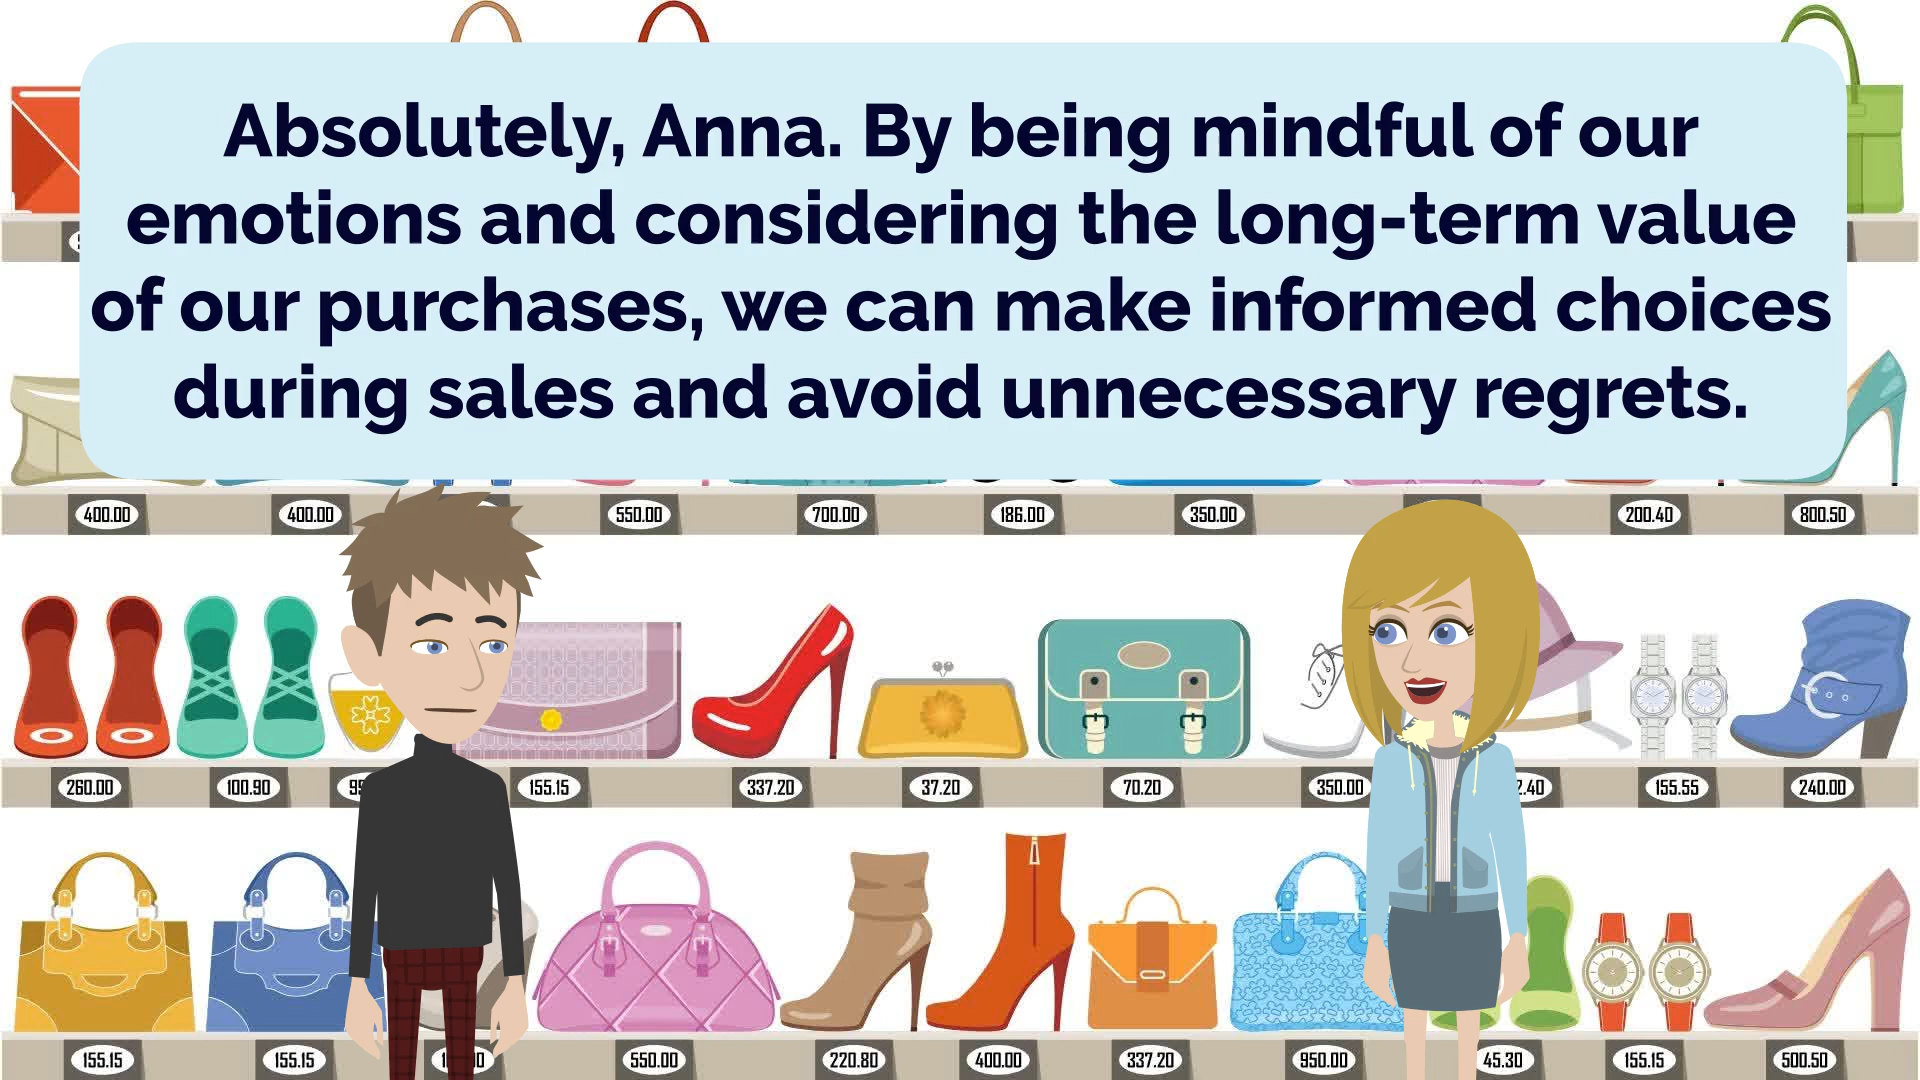 Absolutely, Anna. By being mindful of our
emotions and considering the long-term value
of our purchases, we can make informed choices
during sales and avoid unnecessary regrets.
400.00 400.00 550.00 700.00 186.00 350.00 200.40 800.50
260.00 100.90 155.15 337.20 37.20 70.20 350.00 155.55 240.00
155.15 155.15 550.00 220.80 400.00 337.20 950.00 45.30 155.15 500.50